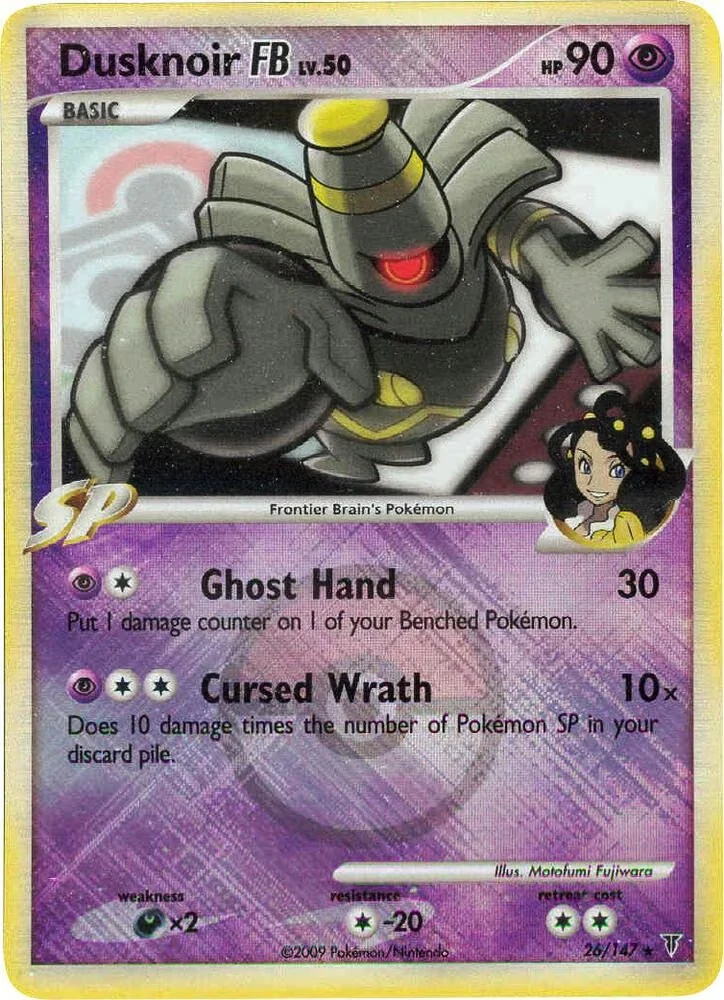 Dusknoir FB LV.50 HP 90
BASIC
SP
Frontier Brain's Pokémon
Ghost Hand 30
Put 1 damage counter on 1 of your Benched Pokémon.
Cursed Wrath 10x
Does 10 damage times the number of Pokémon SP in your
discard pile.
Illus. Motofumi Fujiwara
weakness resistance retreat cost
×2 -20
©2009 Pokémon/Nintendo 26/147 ★